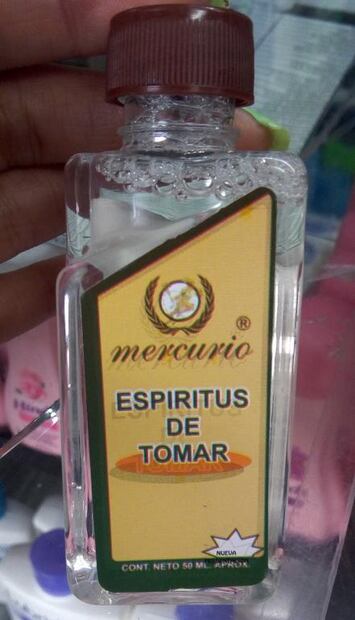 ®
mercurio
ESPIRITUS
DE
TOMAR
NUEVA
CONT. NETO 50 ML. APROX.